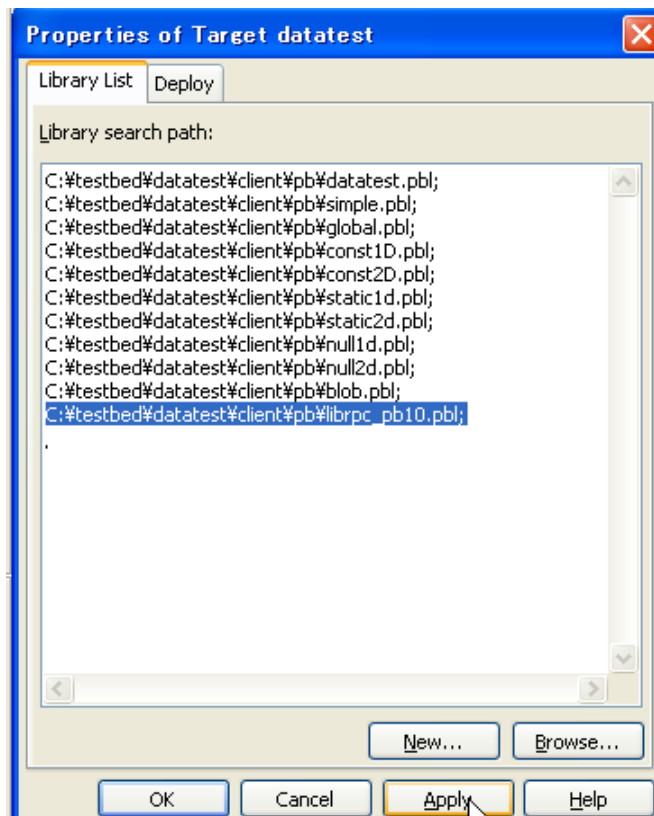 Properties of Target datatest
Library List
Deploy
Library search path:
C:¥testbed¥datatest¥client¥pb¥datatest.pbl;
C:¥testbed¥datatest¥client¥pb¥simple.pbl;
C:¥testbed¥datatest¥client¥pb¥global.pbl;
C:¥testbed¥datatest¥client¥pb¥const1D.pbl;
C:¥testbed¥datatest¥client¥pb¥const2D.pbl;
C:¥testbed¥datatest¥client¥pb¥static1d.pbl;
C:¥testbed¥datatest¥client¥pb¥static2d.pbl;
C:¥testbed¥datatest¥client¥pb¥null1d.pbl;
C:¥testbed¥datatest¥client¥pb¥null2d.pbl;
C:¥testbed¥datatest¥client¥pb¥blob.pbl;
C:¥testbed¥datatest¥client¥pb¥librpc_pb10.pbl;
.
New...
Browse...
OK
Cancel
Apply
Help